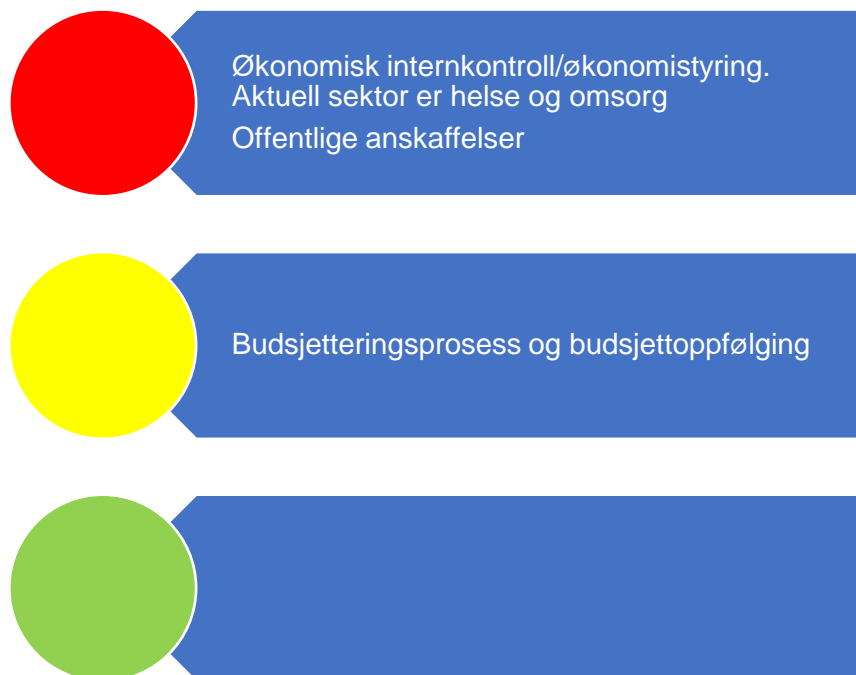 Økonomisk internkontroll/økonomistyring.
Aktuell sektor er helse og omsorg
Offentlige anskaffelser
Budsjetteringsprosess og budsjettoppfølging